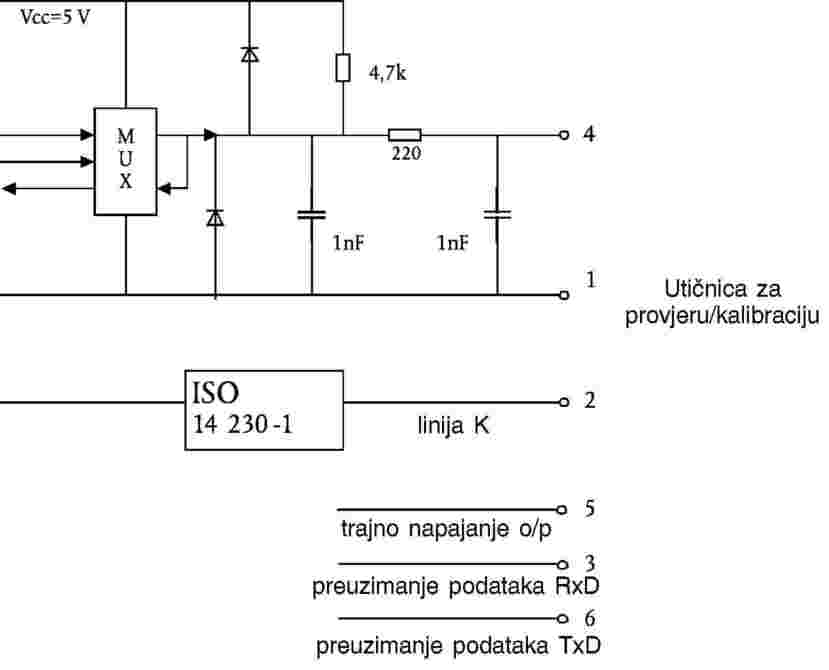 Vcc=5 V
4,7k
M
U
X
220
4
1nF
1nF
1
Utičnica za
provjeru/kalibraciju
ISO
14 230-1
linija K
2
5
trajno napajanje o/p
3
preuzimanje podataka RxD
6
preuzimanje podataka TxD